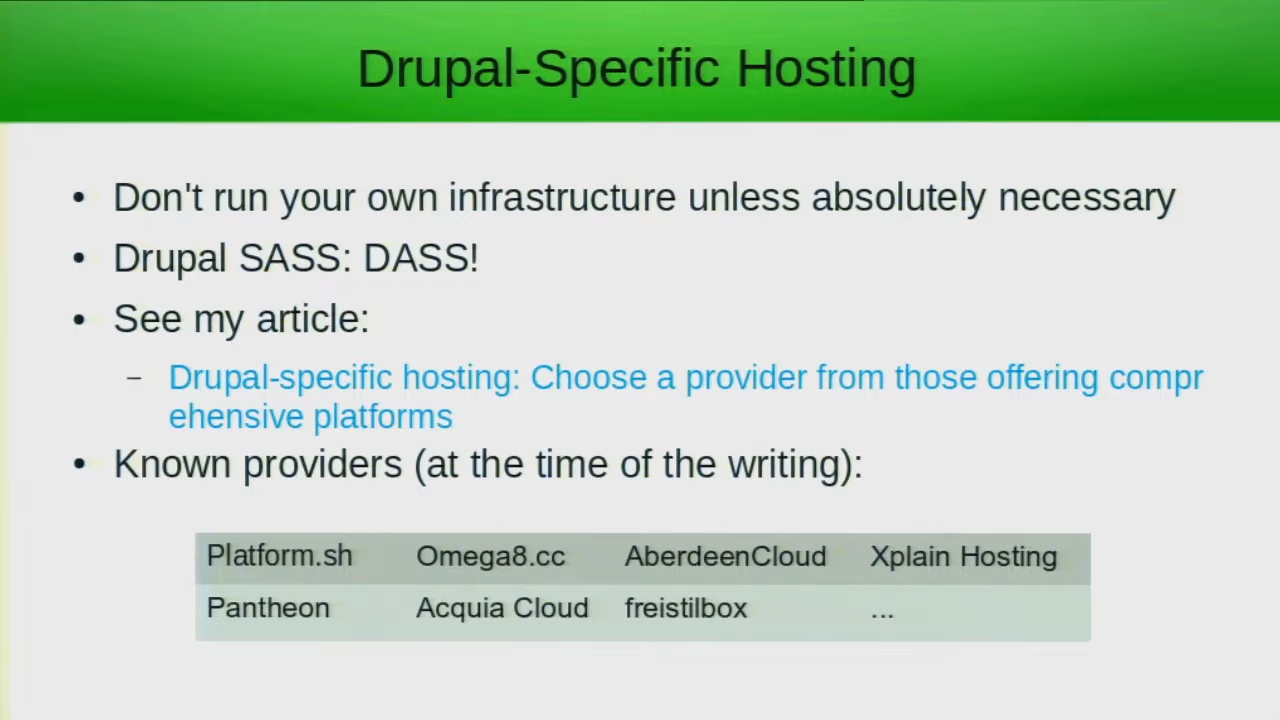 Drupal-Specific Hosting
• Don't run your own infrastructure unless absolutely necessary
• Drupal SASS: DASS!
• See my article:
– Drupal-specific hosting: Choose a provider from those offering compr
ehensive platforms
• Known providers (at the time of the writing):
Platform.sh Omega8.cc AberdeenCloud Xplain Hosting
Pantheon Acquia Cloud freistilbox ...